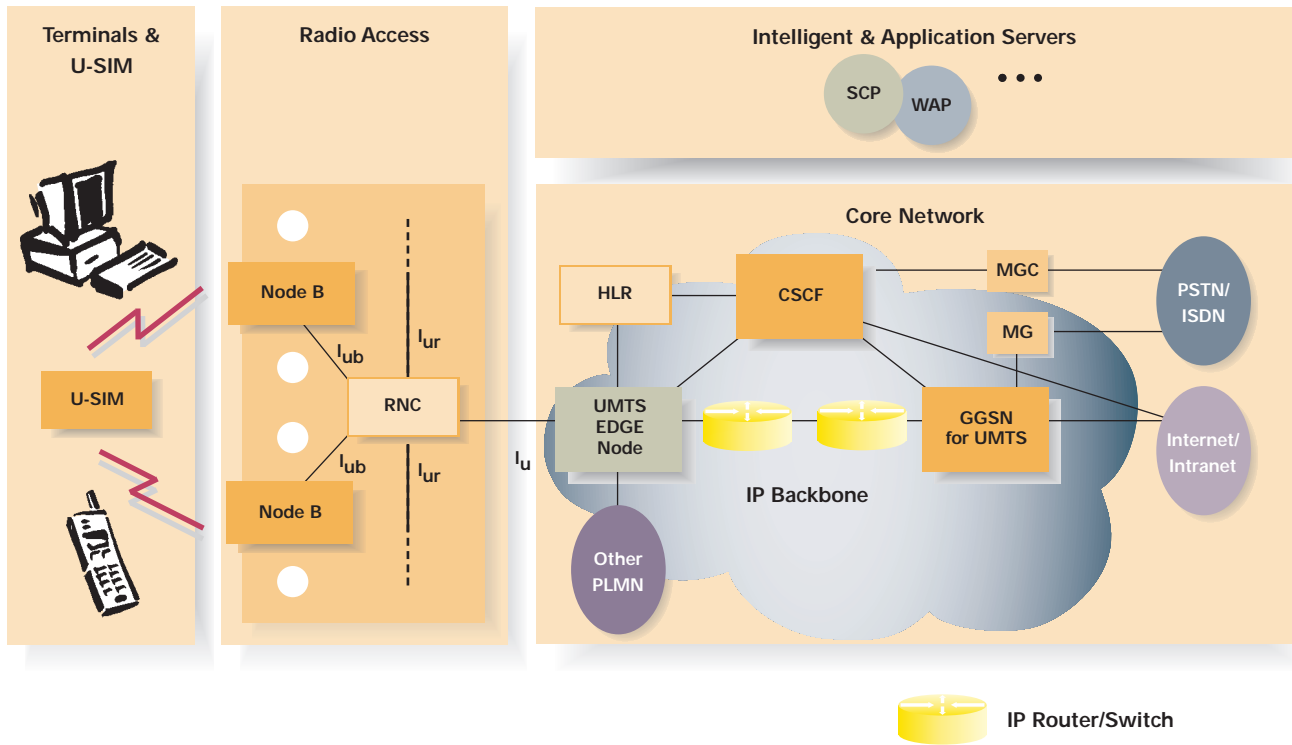 Terminals &
U-SIM
U-SIM
Radio Access
Node B
Iub
Iur
RNC
Iub
Iur
Node B
Iu
Intelligent & Application Servers
SCP
WAP
•••
Core Network
HLR
CSCF
MGC
MG
PSTN/
ISDN
UMTS
EDGE
Node
GGSN
for UMTS
Internet/
Intranet
IP Backbone
Other
PLMN
IP Router/Switch